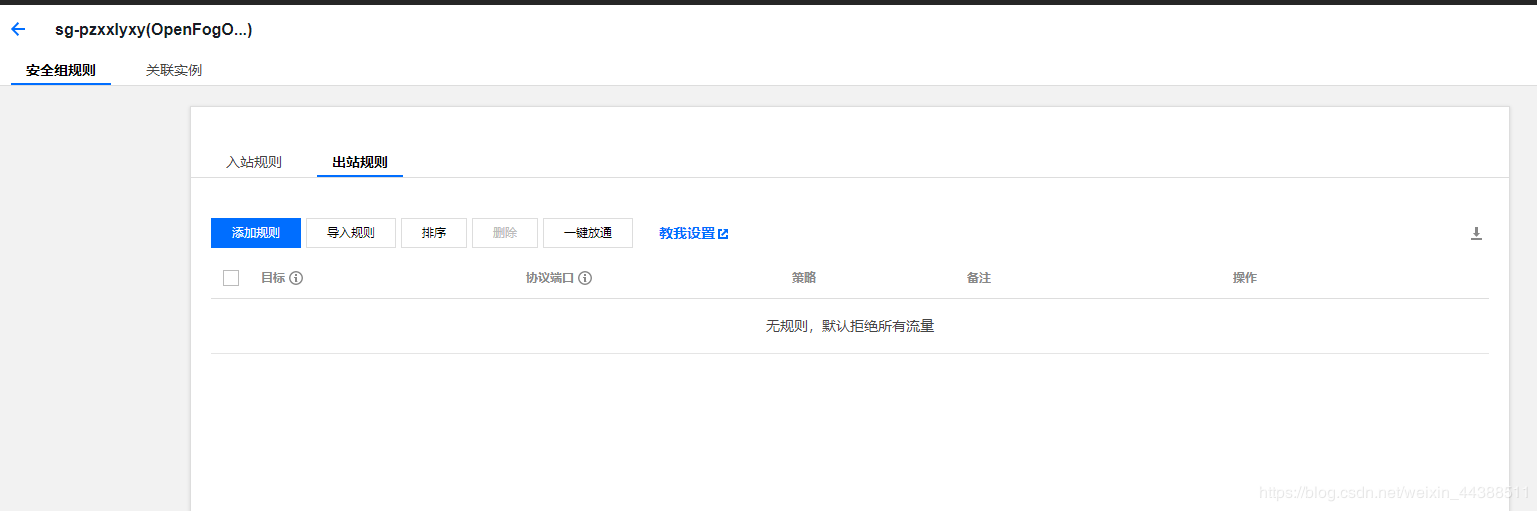 sg-pzxxlyxy(OpenFogO...)
安全组规则 关联实例
入站规则 出站规则
添加规则 导入规则 排序 删除 一键放通 教我设置
目标 协议端口 策略 备注 操作
无规则，默认拒绝所有流量
https://blog.csdn.net/weixin_44388511